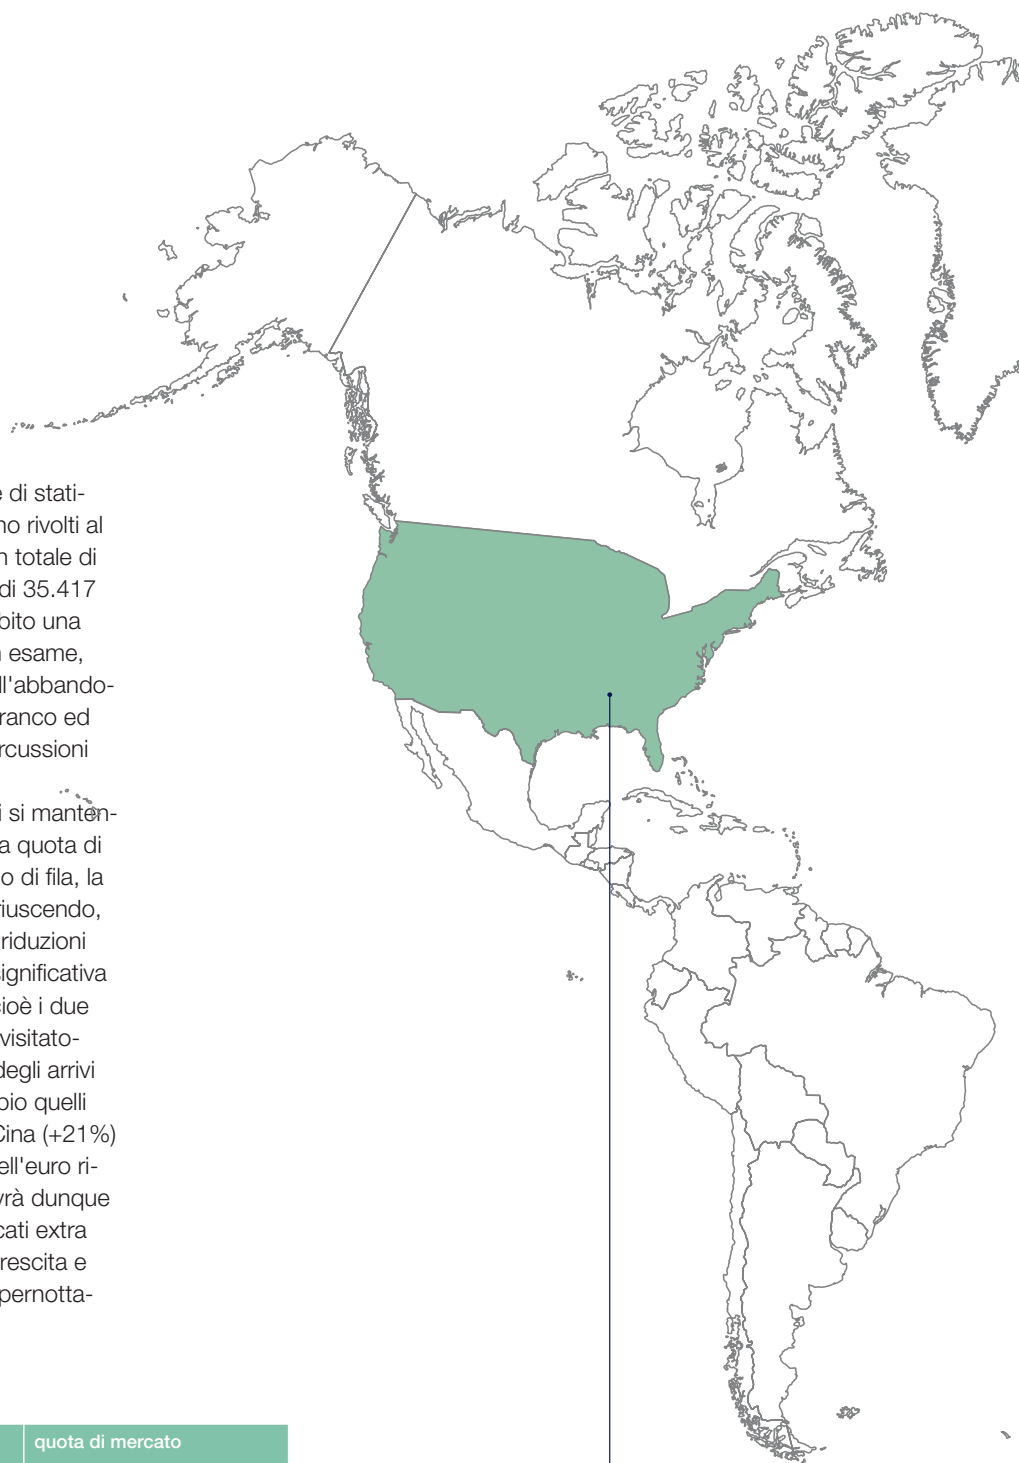 e di stati-
no rivolti al
n totale di
di 35.417
bito una
n esame,
ll'abbando-
ranco ed
rcussioni
i si manten-
a quota di
o di fila, la
riuscendo,
riduzioni
significativa
cioè i due
visitato-
degli arrivi
pio quelli
Cina (+21%)
ell'euro ri-
vrà dunque
cati extra
rescita e
pernotta-
quota di mercato